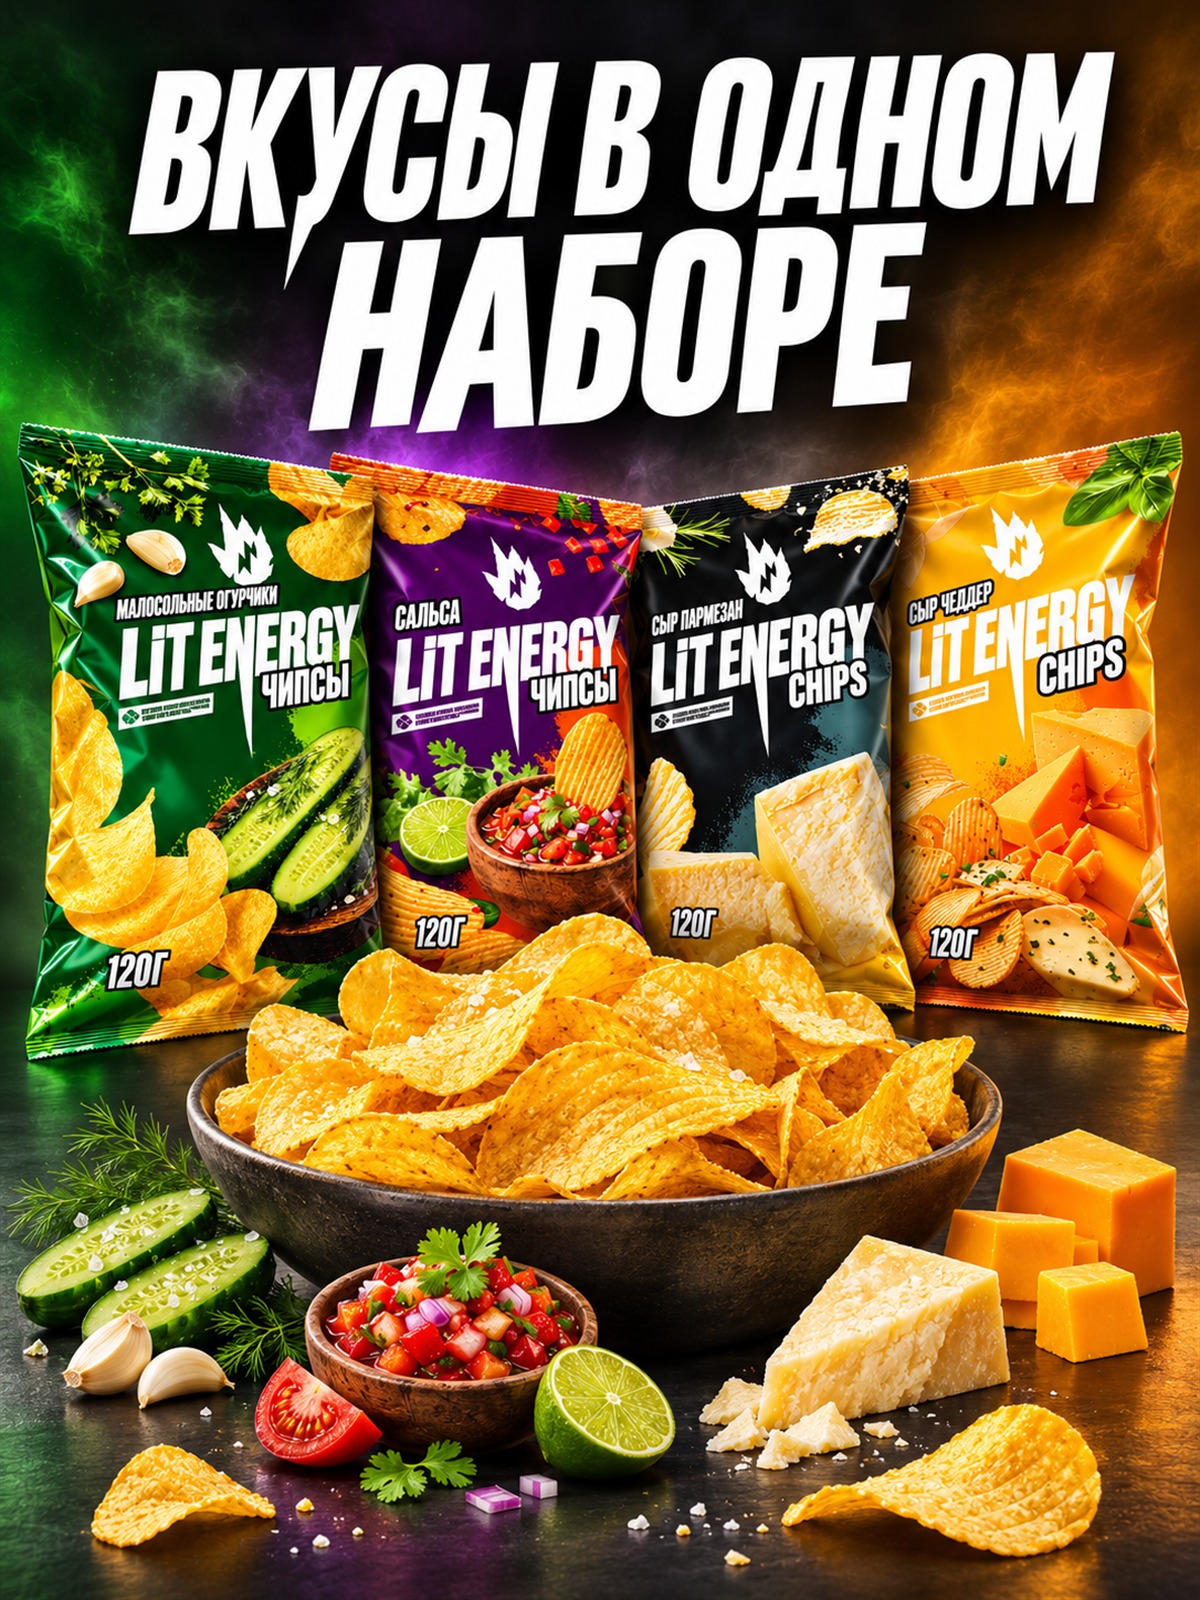 ВКУСЫ В ОДНОМ
НАБОРЕ
МАЛОСОЛЬНЫЕ ОГУРЧИКИ
LiT ENERGY
ЧИПСЫ
120Г
САЛЬСА
LiT ENERGY
ЧИПСЫ
120Г
СЫР ПАРМЕЗАН
LiT ENERGY
CHIPS
120Г
СЫР ЧЕДДЕР
LiT ENERGY
CHIPS
120Г